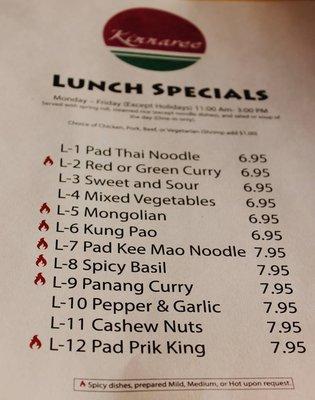 Kinnaree
LUNCH SPECIALS
Monday – Friday (Except Holidays) 11:00 Am- 3:00 PM
Served with spring roll, steamed rice (except noodle dishes, and salad or soup of
the day (Dine-in only).
Choice of Chicken, Pork, Beef, or Vegetarian (Shrimp add $1.00)
L-1 Pad Thai Noodle 6.95
L-2 Red or Green Curry 6.95
L-3 Sweet and Sour 6.95
L-4 Mixed Vegetables 6.95
L-5 Mongolian 6.95
L-6 Kung Pao 6.95
L-7 Pad Kee Mao Noodle 7.95
L-8 Spicy Basil 7.95
L-9 Panang Curry 7.95
L-10 Pepper & Garlic 7.95
L-11 Cashew Nuts 7.95
L-12 Pad Prik King 7.95
Spicy dishes, prepared Mild, Medium, or Hot upon request.